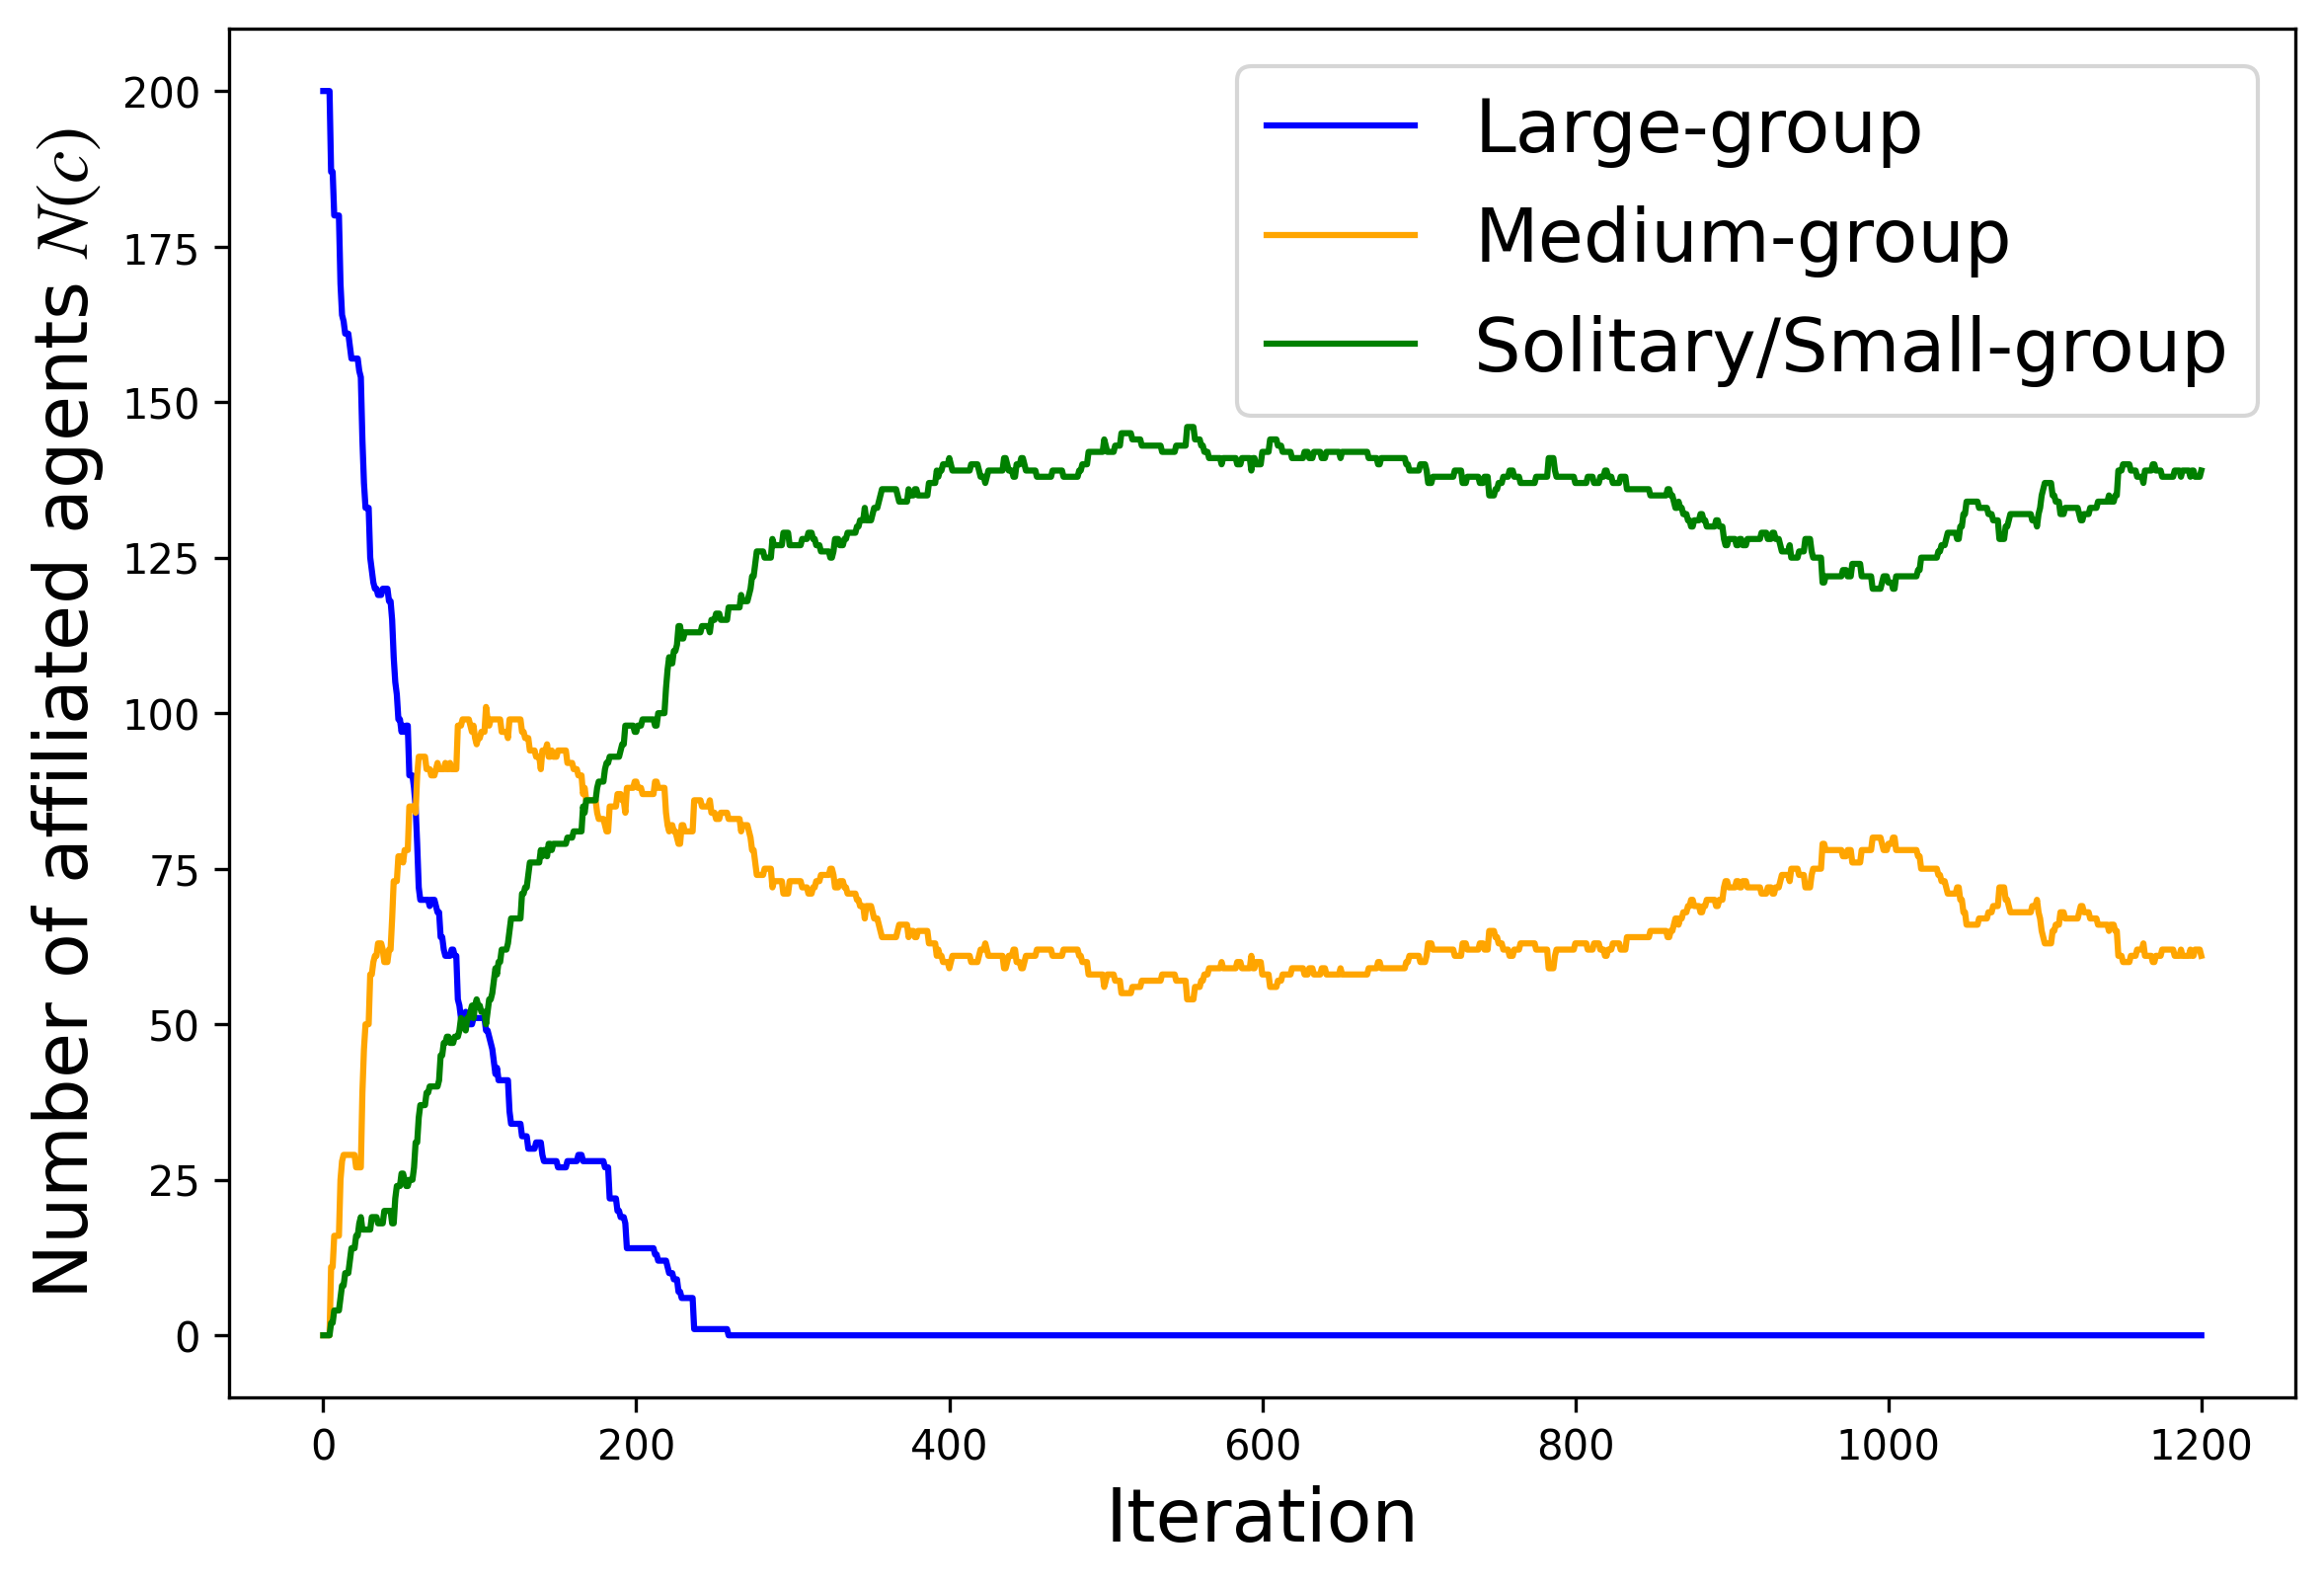 Number of affiliated agents N(c)
200
175
150
125
100
75
50
25
0
Large-group
Medium-group
Solitary/Small-group
0 200 400 600 800 1000 1200
Iteration